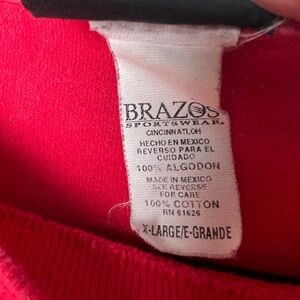 BRAZOS
SPORTSWEAR
CINCINNATI,OH
HECHO EN MEXICO
REVERSO PARA EL
CUIDADO
100% ALGODON
MADE IN MEXICO
SEE REVERSE
FOR CARE
100% COTTON
RN 61626
X-LARGE/E-GRANDE